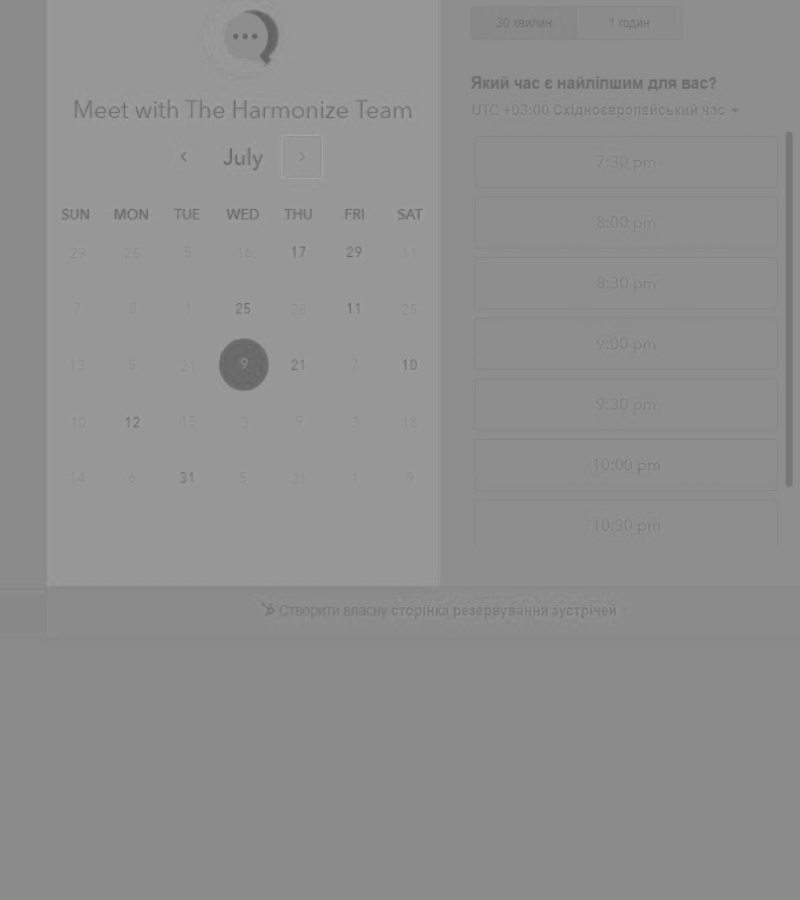 30 хвилин 1 годин
Який час є найліпшим для вас?
UTC +03:00 Східноєвропейський час
Meet with The Harmonize Team
July
SUN MON TUE WED THU FRI SAT
29 25 5 16 17 29 11
7 8 1 25 28 11 25
13 5 21 9 21 7 10
10 12 15 3 9 3 18
14 6 31 5 21 1 9
7:30 pm
8:00 pm
8:30 pm
9:00 pm
9:30 pm
10:00 pm
10:30 pm
Створити власну сторінка резервування зустрічей